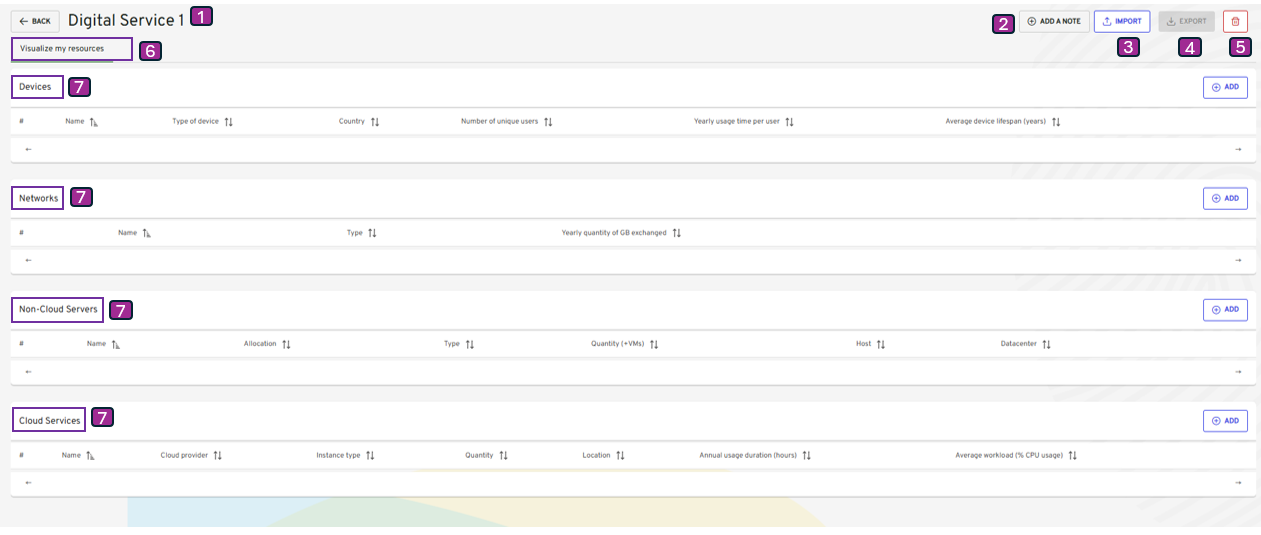 ← BACK Digital Service 1 1 2 ADD A NOTE IMPORT EXPORT
Visualize my resources 6 3 4 5
Devices 7 ADD
# Name Type of device Country Number of unique users Yearly usage time per user Average device lifespan (years)
← →
Networks 7 ADD
# Name Type Yearly quantity of GB exchanged
← →
Non-Cloud Servers 7 ADD
# Name Allocation Type Quantity (+VMs) Host Datacenter
← →
Cloud Services 7 ADD
# Name Cloud provider Instance type Quantity Location Annual usage duration (hours) Average workload (% CPU usage)
← →